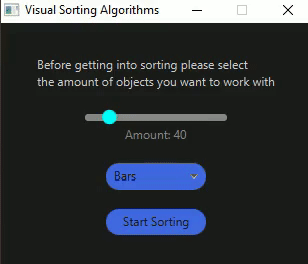 Visual Sorting Algorithms
Before getting into sorting please select
the amount of objects you want to work with
Amount: 40
Bars
Start Sorting